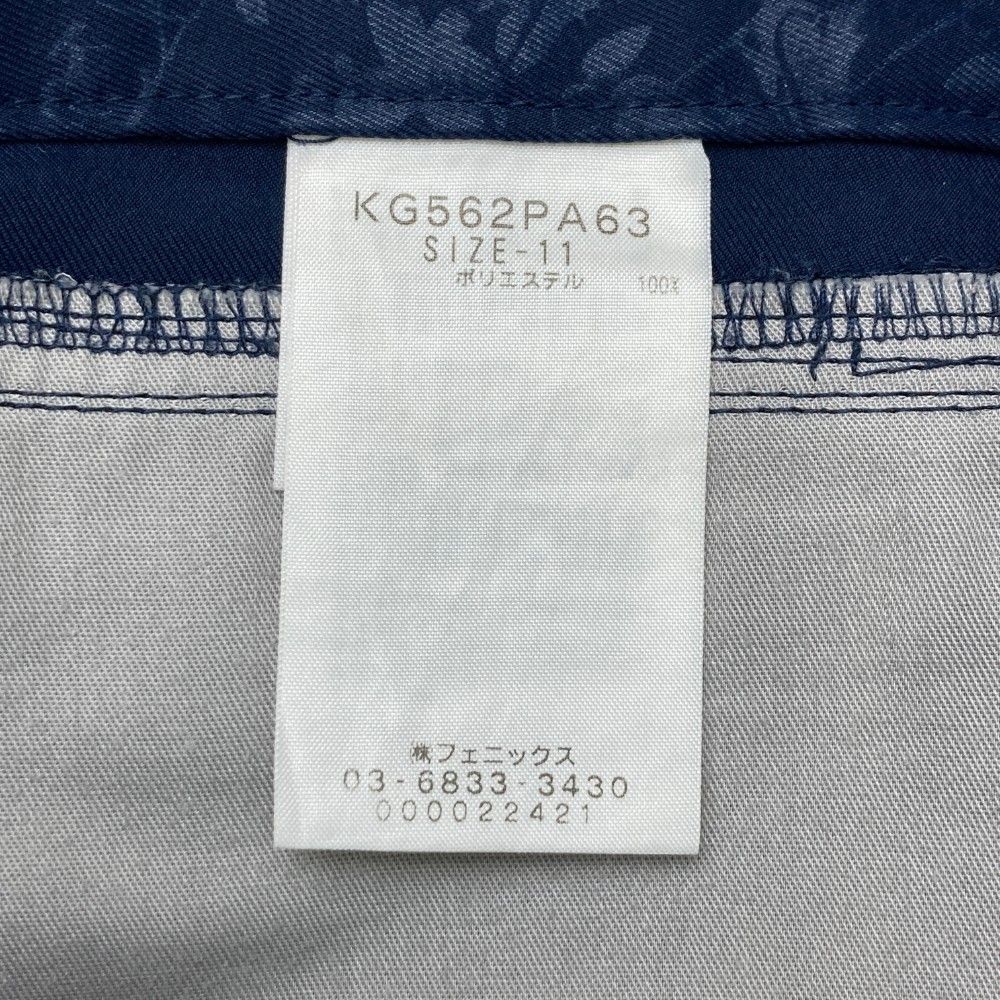 KG562PA63
SIZE-11
ポリエステル 100%
㈱フェニックス
03-6833-3430
000022421